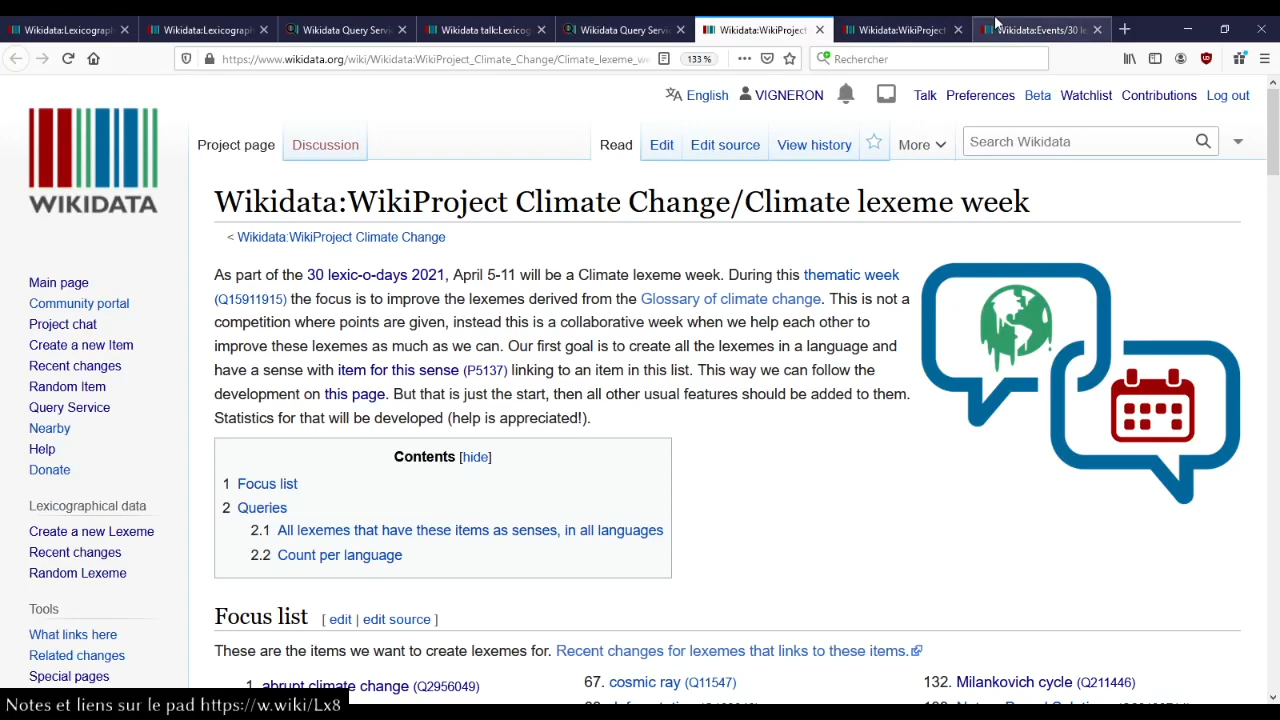 Wikidata:Lexicograph
Wikidata:Lexicograph
Wikidata Query Servi
Wikidata talk:Lexicog
Wikidata Query Servic
Wikidata:WikiProject
Wikidata:WikiProject
Wikidata:Events/30 le
https://www.wikidata.org/wiki/Wikidata:WikiProject_Climate_Change/Climate_lexeme_we
133 %
Rechercher
English
VIGNERON
Talk
Preferences
Beta
Watchlist
Contributions
Log out
WIKIDATA
Project page
Discussion
Read
Edit
Edit source
View history
More
Search Wikidata
Wikidata:WikiProject Climate Change/Climate lexeme week
< Wikidata:WikiProject Climate Change
As part of the 30 lexic-o-days 2021, April 5-11 will be a Climate lexeme week. During this thematic week
(Q15911915) the focus is to improve the lexemes derived from the Glossary of climate change. This is not a
competition where points are given, instead this is a collaborative week when we help each other to
improve these lexemes as much as we can. Our first goal is to create all the lexemes in a language and
have a sense with item for this sense (P5137) linking to an item in this list. This way we can follow the
development on this page. But that is just the start, then all other usual features should be added to them.
Statistics for that will be developed (help is appreciated!).
Contents [hide]
1 Focus list
2 Queries
2.1 All lexemes that have these items as senses, in all languages
2.2 Count per language
Focus list [ edit | edit source ]
These are the items we want to create lexemes for. Recent changes for lexemes that links to these items.
1. abrupt climate change (Q2956049)
67. cosmic ray (Q11547)
132. Milankovich cycle (Q211446)
Main page
Community portal
Project chat
Create a new Item
Recent changes
Random Item
Query Service
Nearby
Help
Donate
Lexicographical data
Create a new Lexeme
Recent changes
Random Lexeme
Tools
What links here
Related changes
Special pages
Notes et liens sur le pad https://w.wiki/Lx8